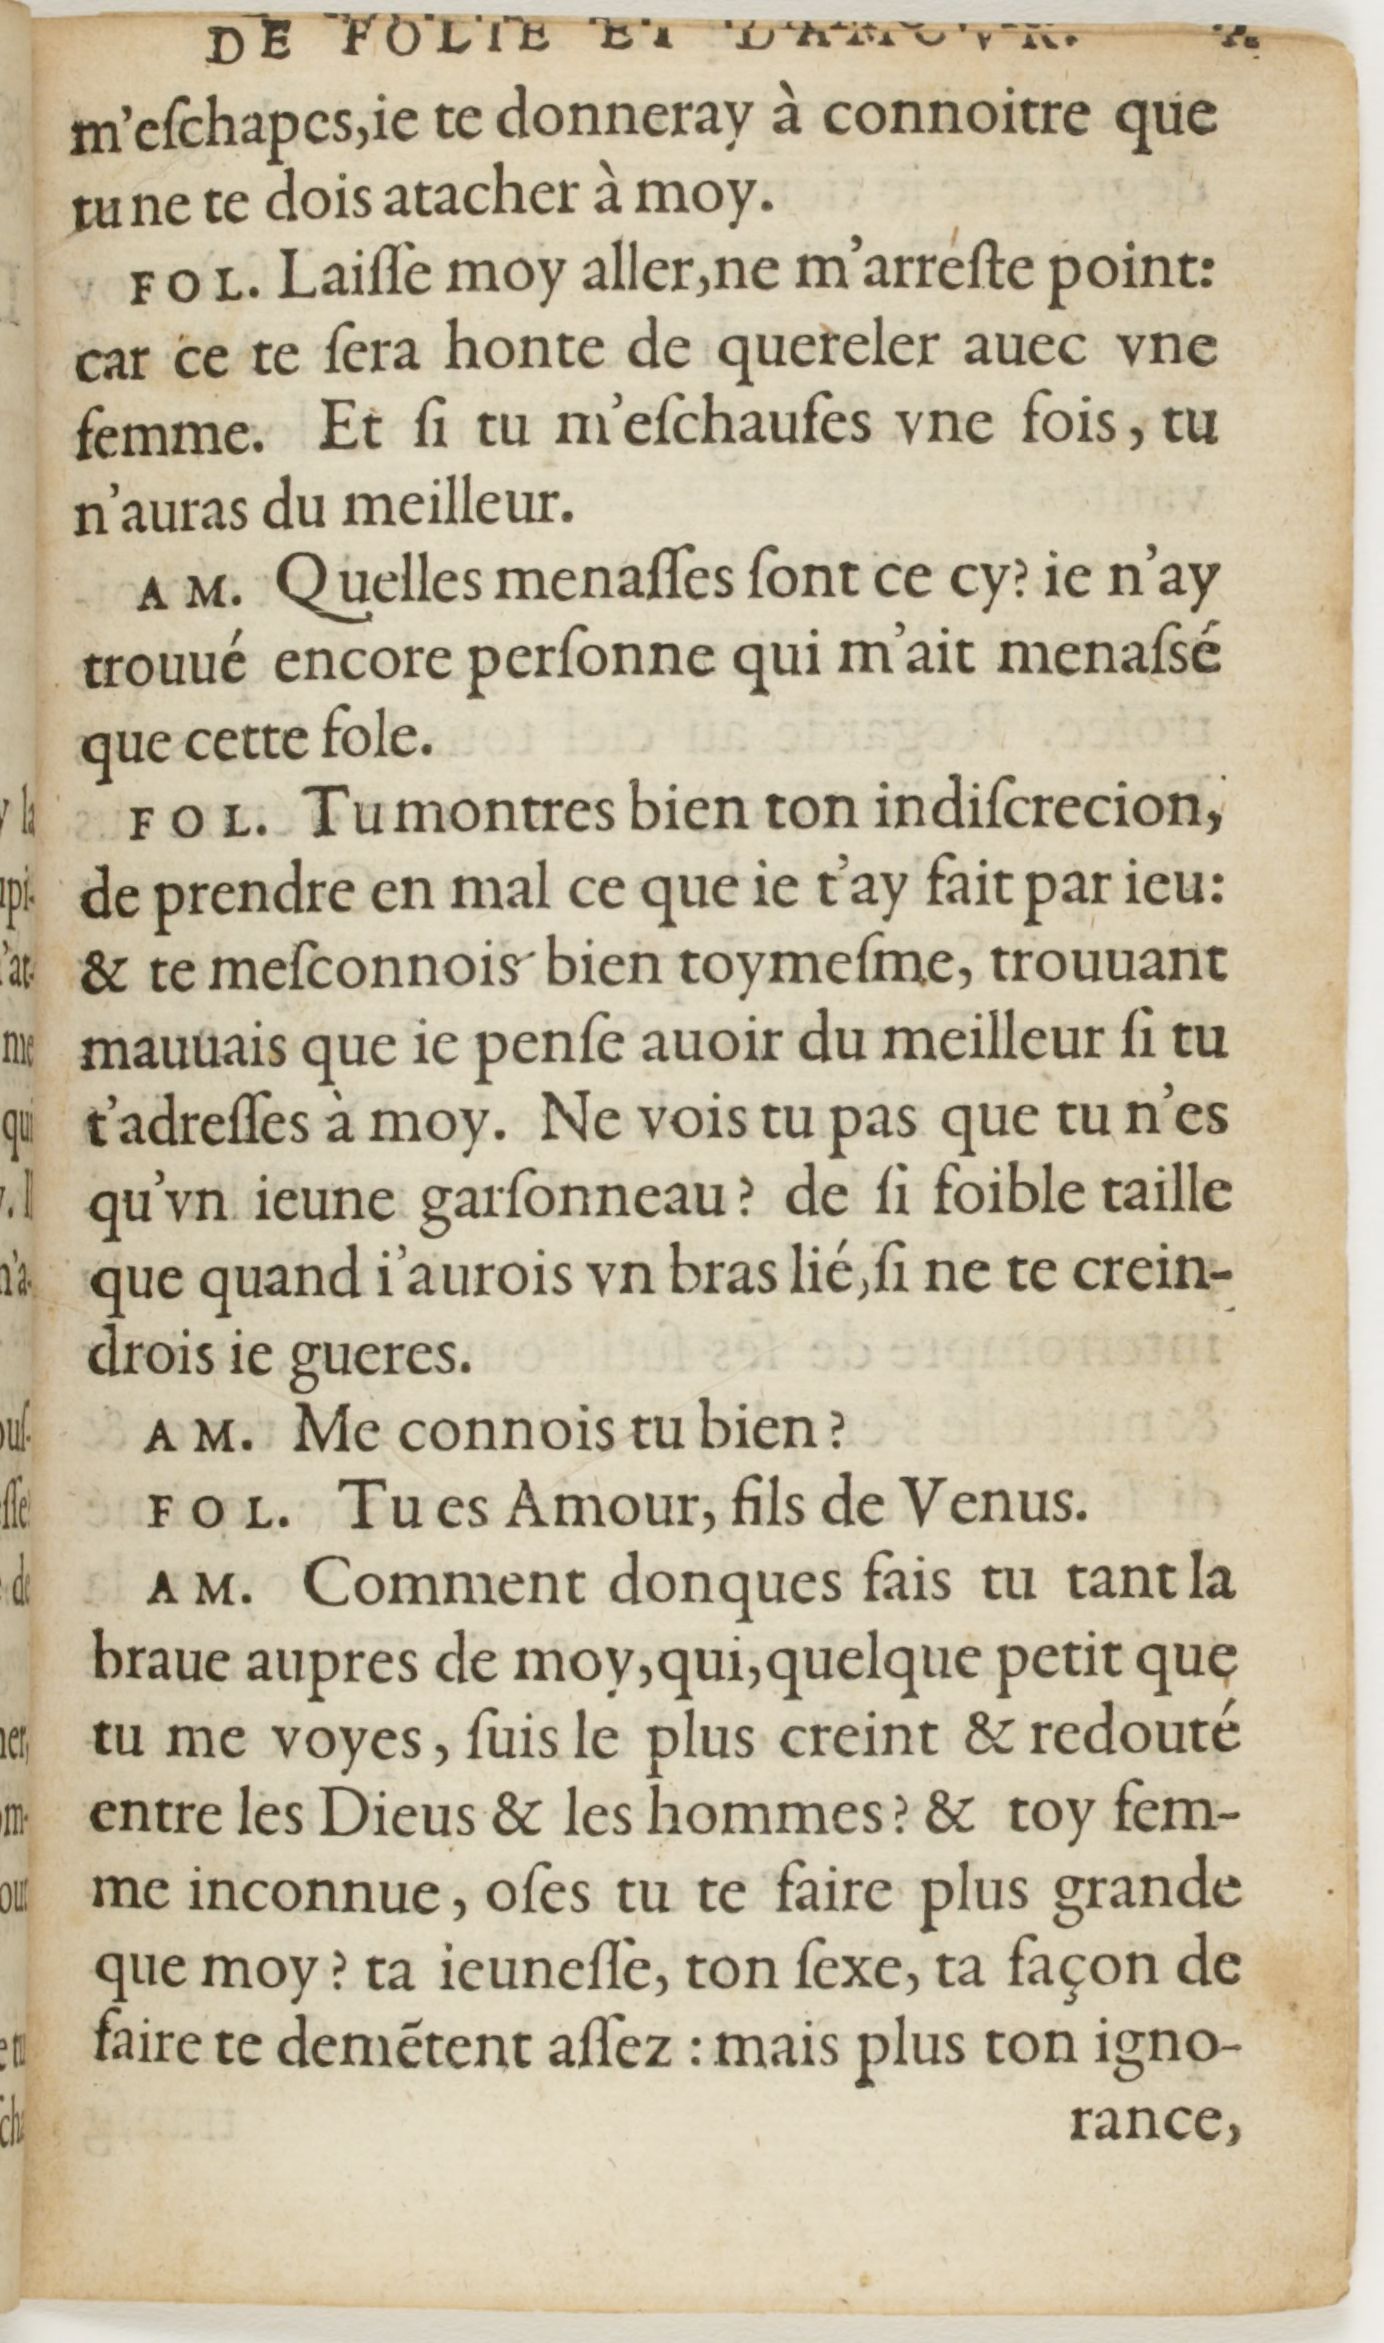 DE FOLIE ET D'AMOVR.
m'eſchapes,ie te donneray à connoitre que
tu ne te dois atacher à moy.
FOL. Laiſſe moy aller,ne m'arreſte point:
car ce te ſera honte de quereler auec vne
femme. Et ſi tu m'eſchaufes vne fois, tu
n'auras du meilleur.
AM. Quelles menaſſes ſont ce cy? ie n'ay
trouué encore perſonne qui m'ait menaſsé
que cette fole.
FOL. Tu montres bien ton indiſcrecion,
de prendre en mal ce que ie t'ay fait par ieu:
& te meſconnois bien toymeſme, trouuant
mauuais que ie penſe auoir du meilleur ſi tu
t'adreſſes à moy. Ne vois tu pas que tu n'es
qu'vn ieune garſonneau? de ſi foible taille
que quand i'aurois vn bras lié,ſi ne te crein-
drois ie gueres.
AM. Me connois tu bien?
FOL. Tu es Amour, fils de Venus.
AM. Comment donques fais tu tant la
braue aupres de moy,qui,quelque petit que
tu me voyes, ſuis le plus creint & redouté
entre les Dieus & les hommes? & toy fem-
me inconnue, oſes tu te faire plus grande
que moy? ta ieuneſſe, ton ſexe, ta façon de
faire te demẽtent aſſez : mais plus ton igno-
rance,